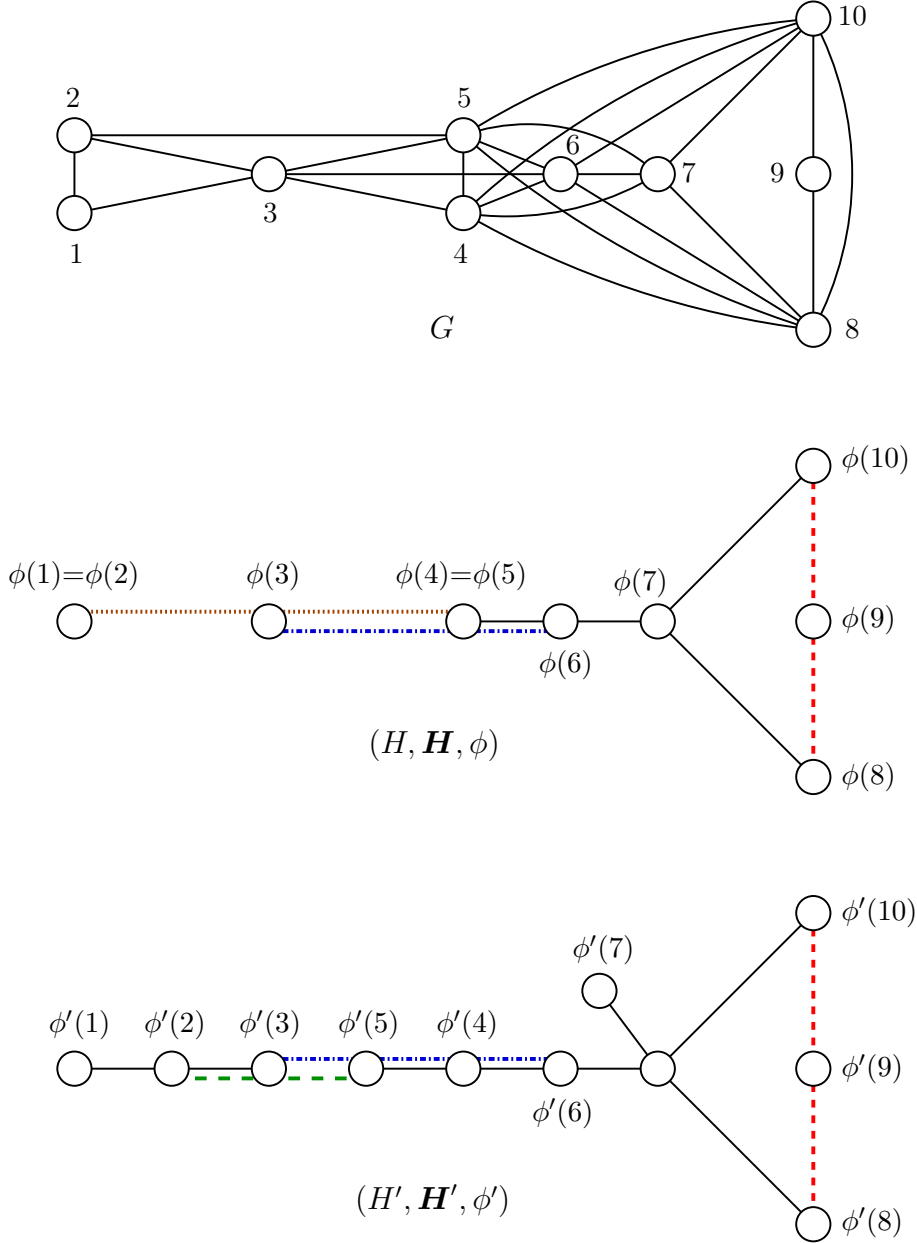 10
2
5
6
7
9
3
1
4
8
G
ϕ(10)
ϕ(1)=ϕ(2)
ϕ(3)
ϕ(4)=ϕ(5)
ϕ(7)
ϕ(9)
ϕ(6)
(H, 𝑯, ϕ)
ϕ(8)
ϕ′(10)
ϕ′(7)
ϕ′(1) ϕ′(2) ϕ′(3) ϕ′(5) ϕ′(4)
ϕ′(9)
ϕ′(6)
(H′, 𝑯′, ϕ′)
ϕ′(8)